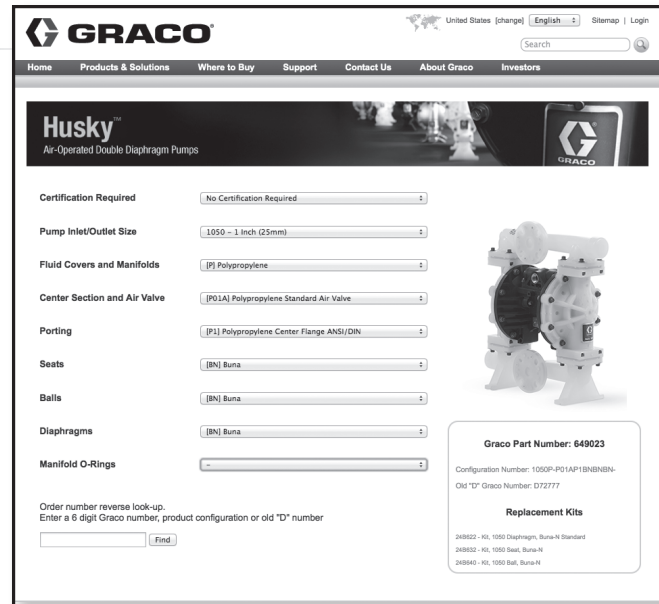 United States [change] English Sitemap | Login
GRACO
Search
Home Products & Solutions Where to Buy Support Contact Us About Graco Investors
Husky™
Air-Operated Double Diaphragm Pumps
GRACO
Certification Required No Certification Required
Pump Inlet/Outlet Size 1050 – 1 Inch (25mm)
Fluid Covers and Manifolds [P] Polypropylene
Center Section and Air Valve [P01A] Polypropylene Standard Air Valve
Porting [P1] Polypropylene Center Flange ANSI/DIN
Seats [BN] Buna
Balls [BN] Buna
Diaphragms [BN] Buna
Manifold O-Rings –
Order number reverse look-up.
Enter a 6 digit Graco number, product configuration or old "D" number
Find
Graco Part Number: 649023
Configuration Number: 1050P-P01AP1BNBNBN-
Old "D" Graco Number: D72777
Replacement Kits
24B622 - Kit, 1050 Diaphragm, Buna-N Standard
24B632 - Kit, 1050 Seat, Buna-N
24B640 - Kit, 1050 Ball, Buna-N